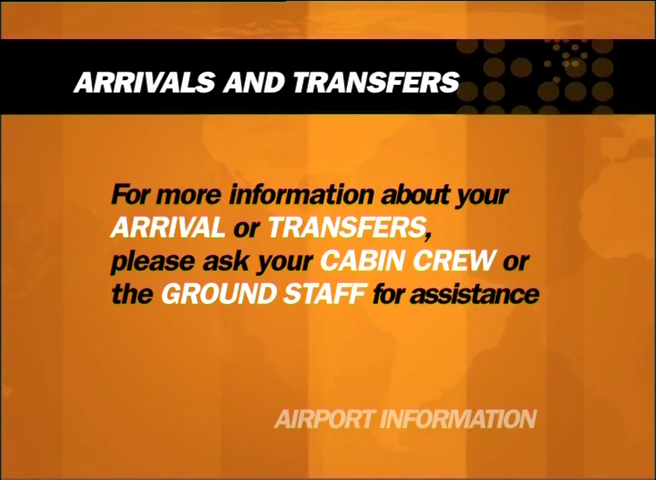 ARRIVALS AND TRANSFERS
For more information about your
ARRIVAL or TRANSFERS,
please ask your CABIN CREW or
the GROUND STAFF for assistance
AIRPORT INFORMATION